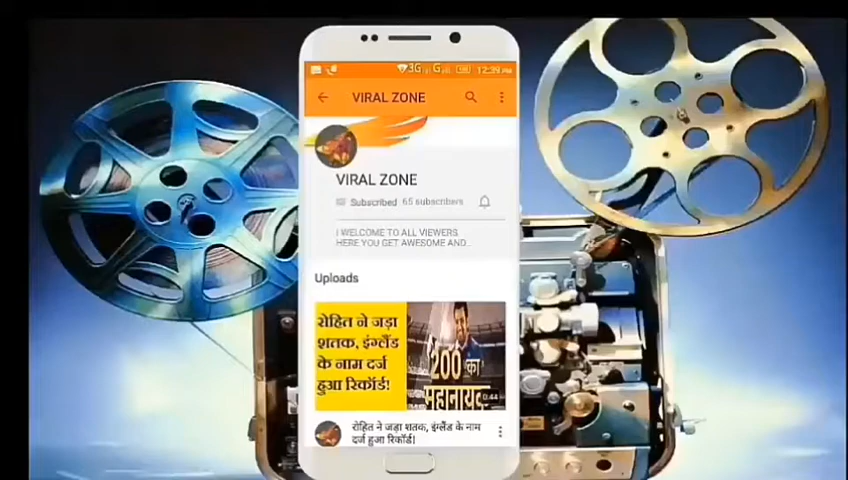 3G G 12:39 PM
VIRAL ZONE
VIRAL ZONE
Subscribed 65 subscribers
I WELCOME TO ALL VIEWERS
HERE YOU GET AWESOME AND...
Uploads
रोहित ने जड़ा
शतक, इंग्लैंड
के नाम दर्ज
हुआ रिकॉर्ड!
200 का
महानायक
0:44
रोहित ने जड़ा शतक, इंग्लैंड के नाम
दर्ज हुआ रिकॉर्ड!